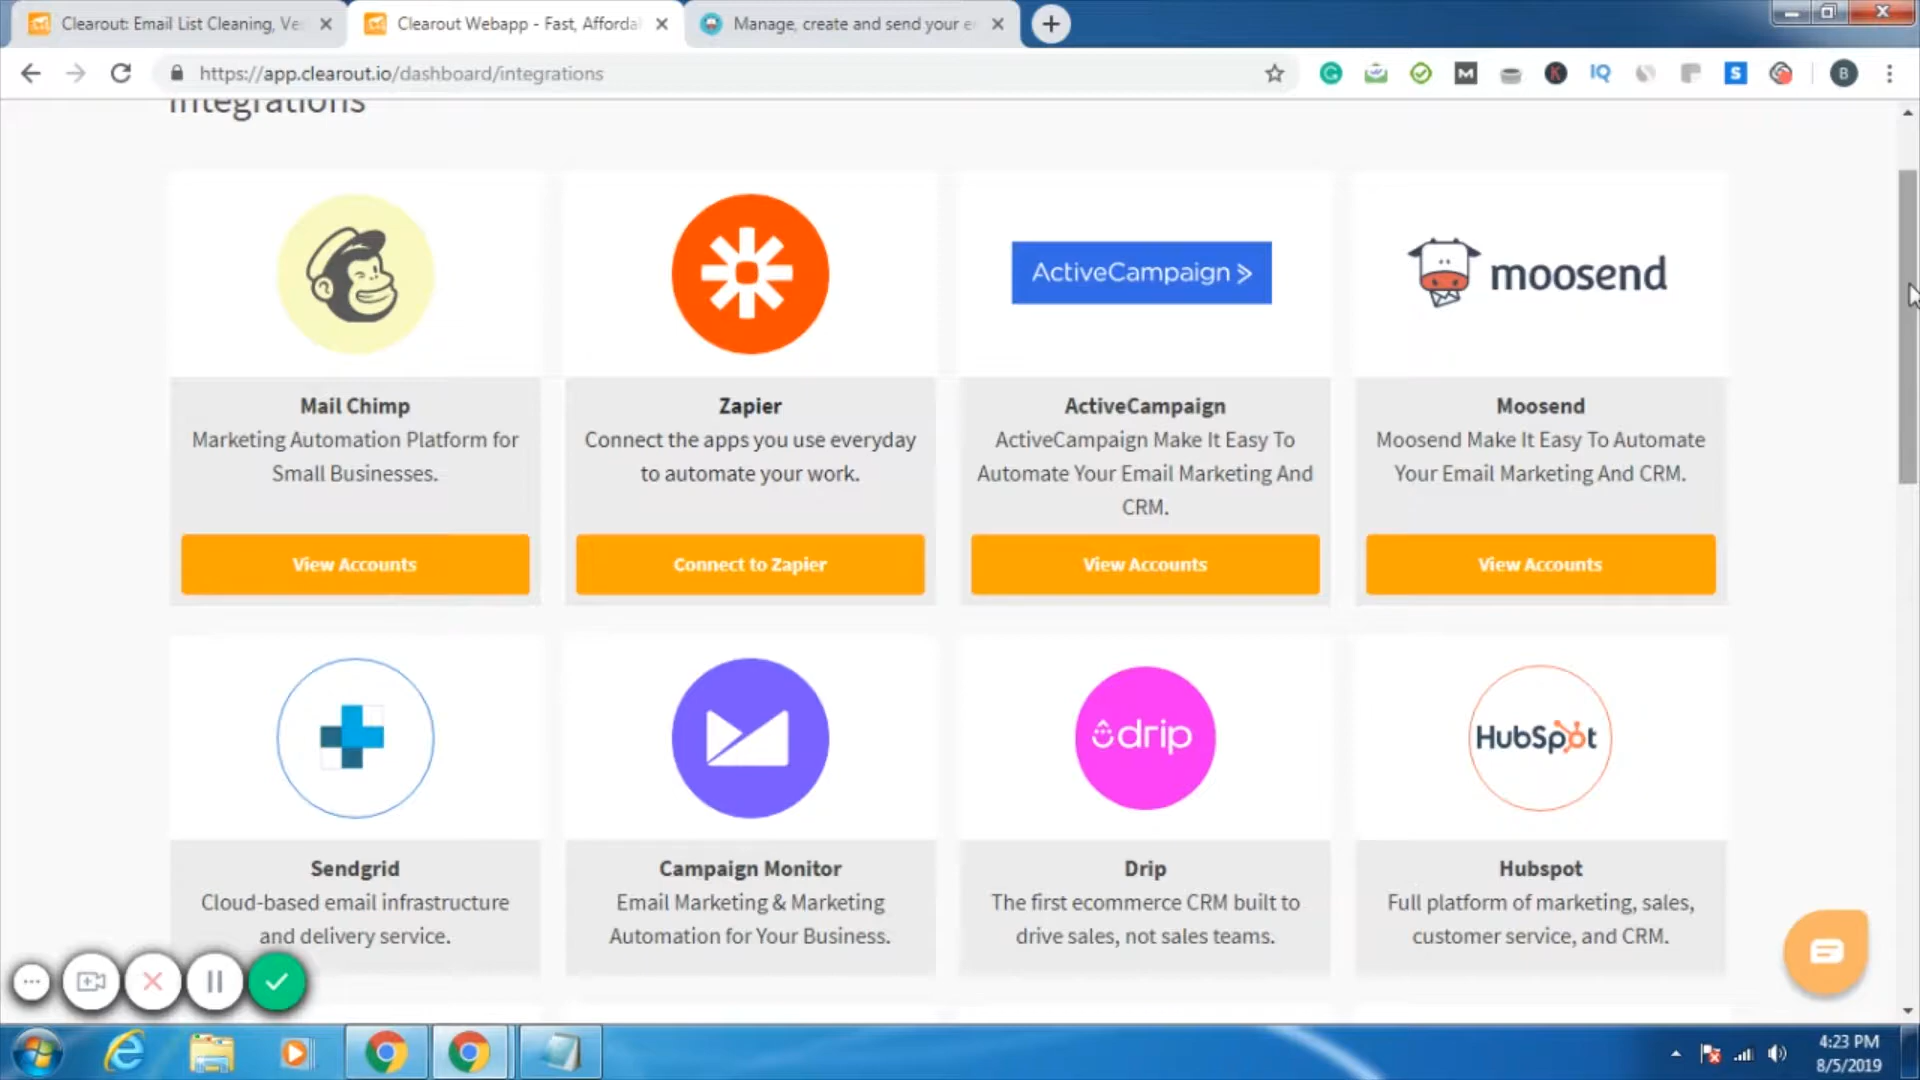 Clearout: Email List Cleaning, Ve
Clearout Webapp - Fast, Afforda
Manage, create and send your e
https://app.clearout.io/dashboard/integrations
M
K
IQ
S
B
Integrations
ActiveCampaign >
moosend
Mail Chimp
Marketing Automation Platform for
Small Businesses.
View Accounts
Zapier
Connect the apps you use everyday
to automate your work.
Connect to Zapier
ActiveCampaign
ActiveCampaign Make It Easy To
Automate Your Email Marketing And
CRM.
View Accounts
Moosend
Moosend Make It Easy To Automate
Your Email Marketing And CRM.
View Accounts
drip
HubSpot
Sendgrid
Cloud-based email infrastructure
and delivery service.
Campaign Monitor
Email Marketing & Marketing
Automation for Your Business.
Drip
The first ecommerce CRM built to
drive sales, not sales teams.
Hubspot
Full platform of marketing, sales,
customer service, and CRM.
4:23 PM
8/5/2019